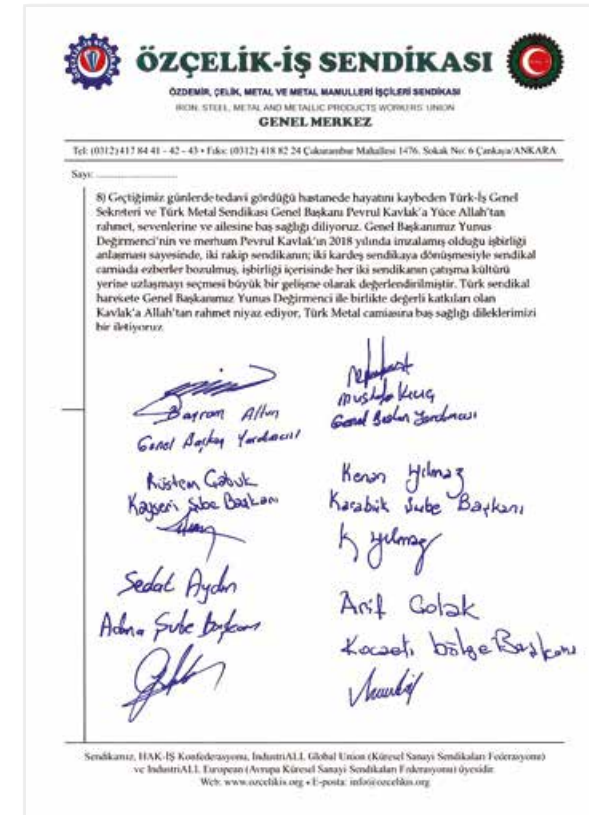 ÖZÇELİK-İŞ SENDİKASI
ÖZDEMİR, ÇELİK, METAL VE METAL MAMULLERİ İŞÇİLERİ SENDİKASI
IRON, STEEL, METAL AND METALLIC PRODUCTS WORKERS UNION
GENEL MERKEZ
Tel: (0312) 417 84 41 - 42 - 43 • Faks: (0312) 418 82 24 Çukurambar Mahallesi 1476. Sokak No: 6 Çankaya/ANKARA
Sayı: ..............................
8) Geçtiğimiz günlerde tedavi gördüğü hastanede hayatını kaybeden Türk-İş Genel
Sekreteri ve Türk Metal Sendikası Genel Başkanı Pevrul Kavlak'a Yüce Allah'tan
rahmet, sevenlerine ve ailesine baş sağlığı diliyoruz. Genel Başkanımız Yunus
Değirmenci'nin ve merhum Pevrul Kavlak'ın 2018 yılında imzalamış olduğu işbirliği
anlaşması sayesinde, iki rakip sendikanın; iki kardeş sendikaya dönüşmesiyle sendikal
camiada ezberler bozulmuş, işbirliği içerisinde her iki sendikanın çatışma kültürü
yerine uzlaşmayı seçmesi büyük bir gelişme olarak değerlendirilmiştir. Türk sendikal
harekete Genel Başkanımız Yunus Değirmenci ile birlikte değerli katkıları olan
Kavlak'a Allah'tan rahmet niyaz ediyor, Türk Metal camiasına baş sağlığı dileklerimizi
bir iletiyoruz.
Bayram Altun
Genel Başkan Yardımcısı
Mustafa Kılıç
Genel Başkan Yardımcısı
Rüstem Çabuk
Kayseri Şube Başkanı
Kenan Yılmaz
Karabük Şube Başkanı
K Yılmaz
Sedat Aydın
Adana Şube Başkanı
Arif Çolak
Kocaeli bölge Başkanı
Sendikamız, HAK-İŞ Konfederasyonu, IndustriALL Global Union (Küresel Sanayi Sendikaları Federasyonu)
ve IndustriALL European (Avrupa Küresel Sanayi Sendikaları Federasyonu) üyesidir.
Web: www.ozcelikis.org • E-posta: info@ozcelikis.org